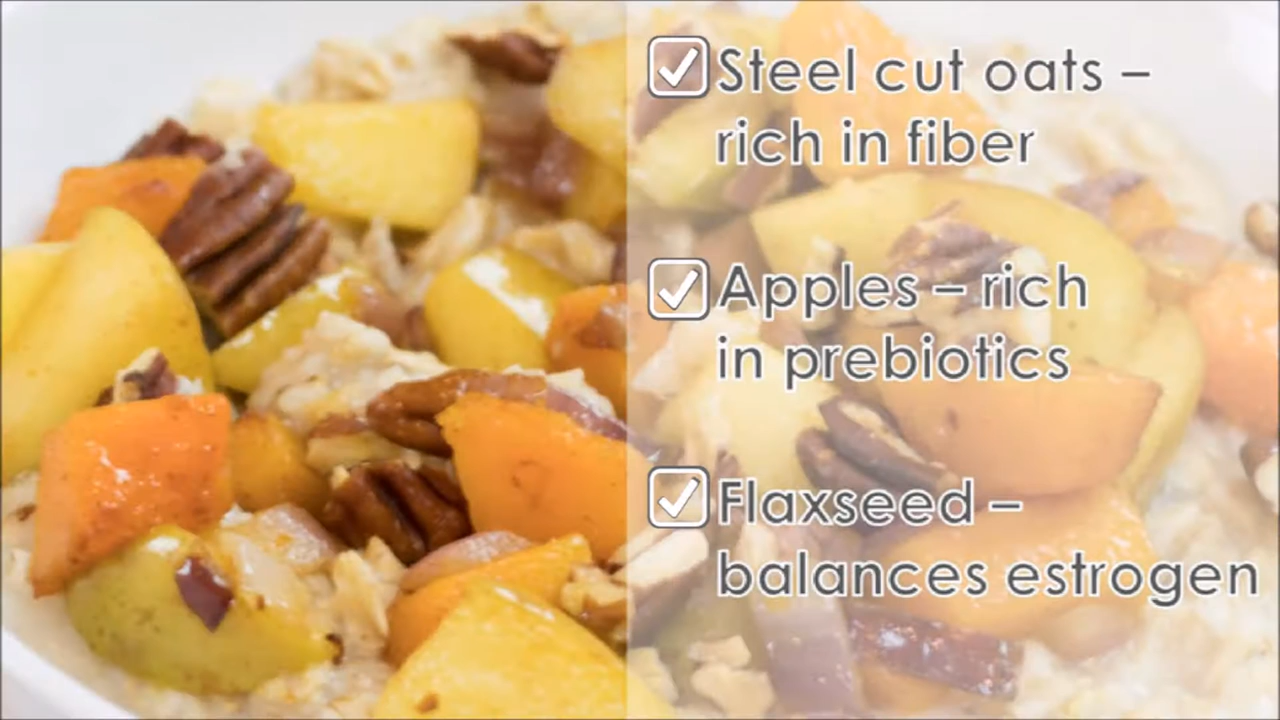 Steel cut oats –
rich in fiber
Apples – rich
in prebiotics
Flaxseed –
balances estrogen